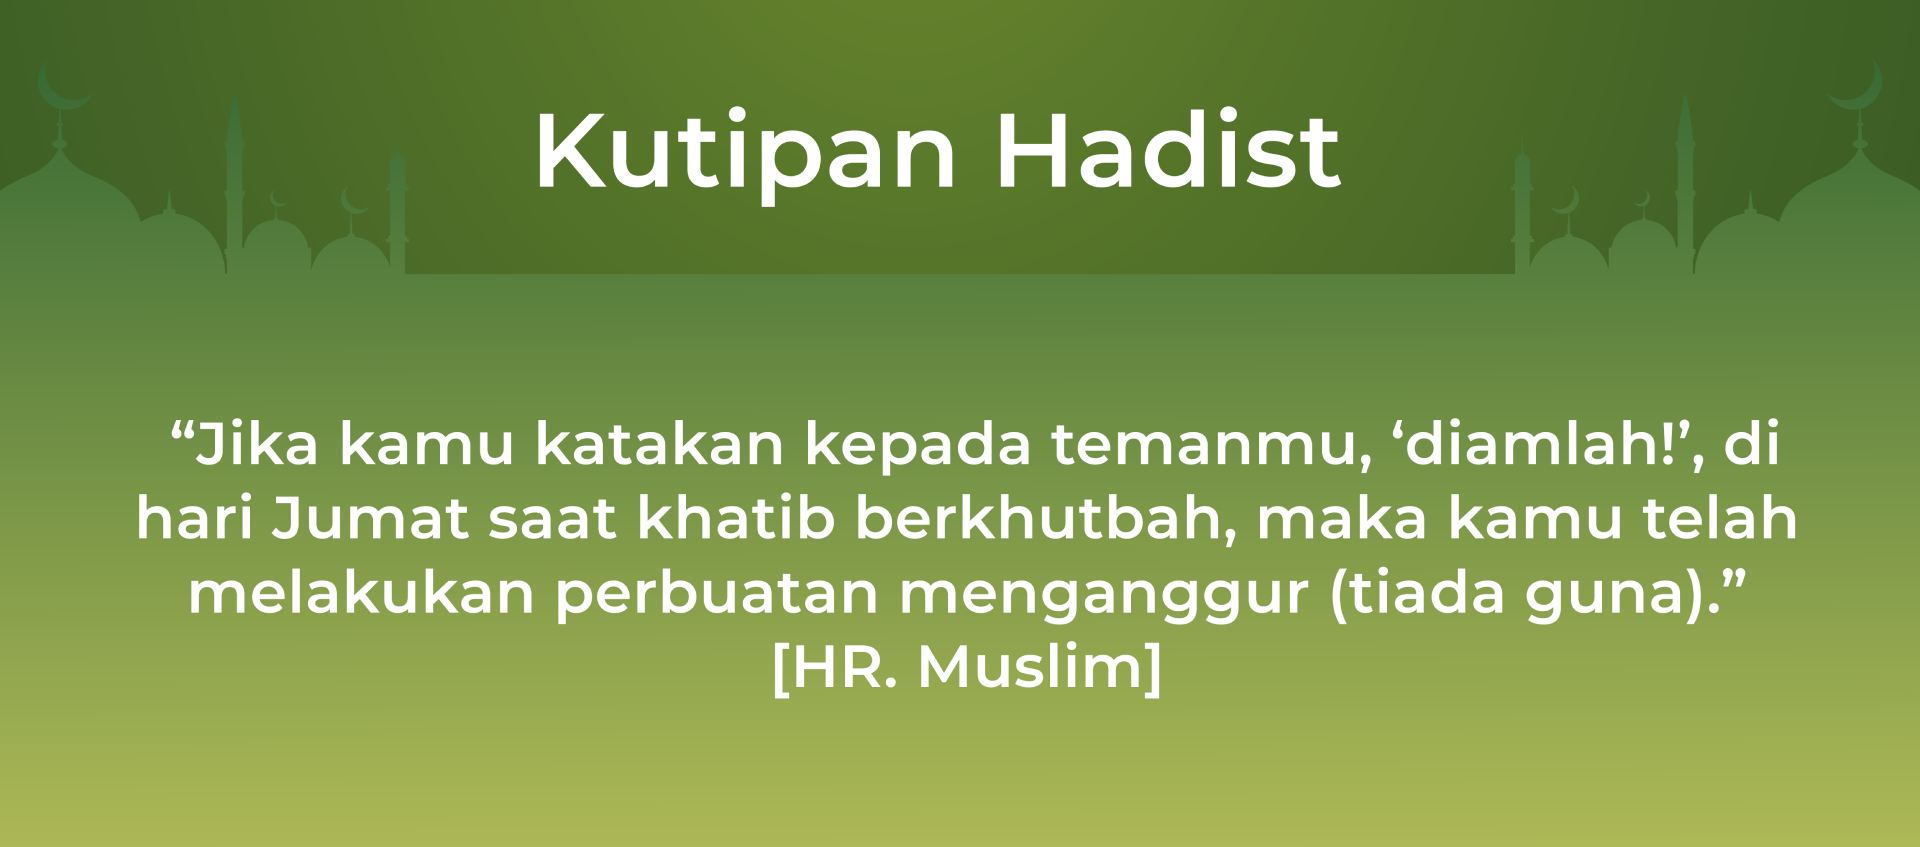 Kutipan Hadist
“Jika kamu katakan kepada temanmu, ‘diamlah!’, di
hari Jumat saat khatib berkhutbah, maka kamu telah
melakukan perbuatan menganggur (tiada guna).”
[HR. Muslim]